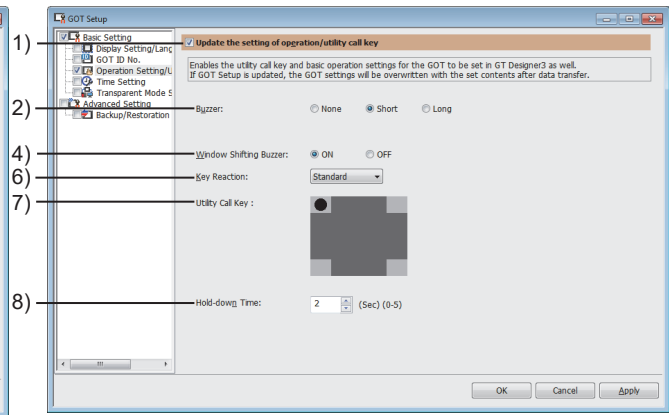 GOT Setup
1)
Basic Setting
Display Setting/Lang
GOT ID No.
Operation Setting/U
Time Setting
Transparent Mode S
Advanced Setting
Backup/Restoration
Update the setting of operation/utility call key
Enables the utility call key and basic operation settings for the GOT to be set in GT Designer3 as well.
If GOT Setup is updated, the GOT settings will be overwritten with the set contents after data transfer.
2)
Buzzer:
None
Short
Long
4)
Window Shifting Buzzer:
ON
OFF
6)
Key Reaction:
Standard
7)
Utility Call Key :
8)
Hold-down Time:
2
(Sec) (0-5)
OK
Cancel
Apply